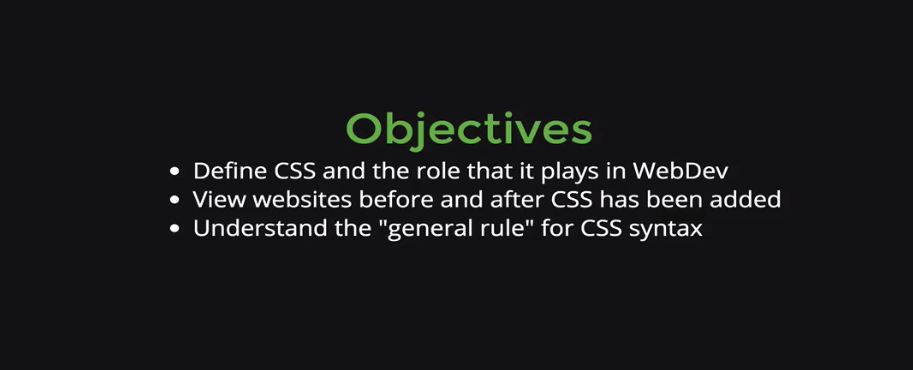 Objectives
• Define CSS and the role that it plays in WebDev
• View websites before and after CSS has been added
• Understand the "general rule" for CSS syntax